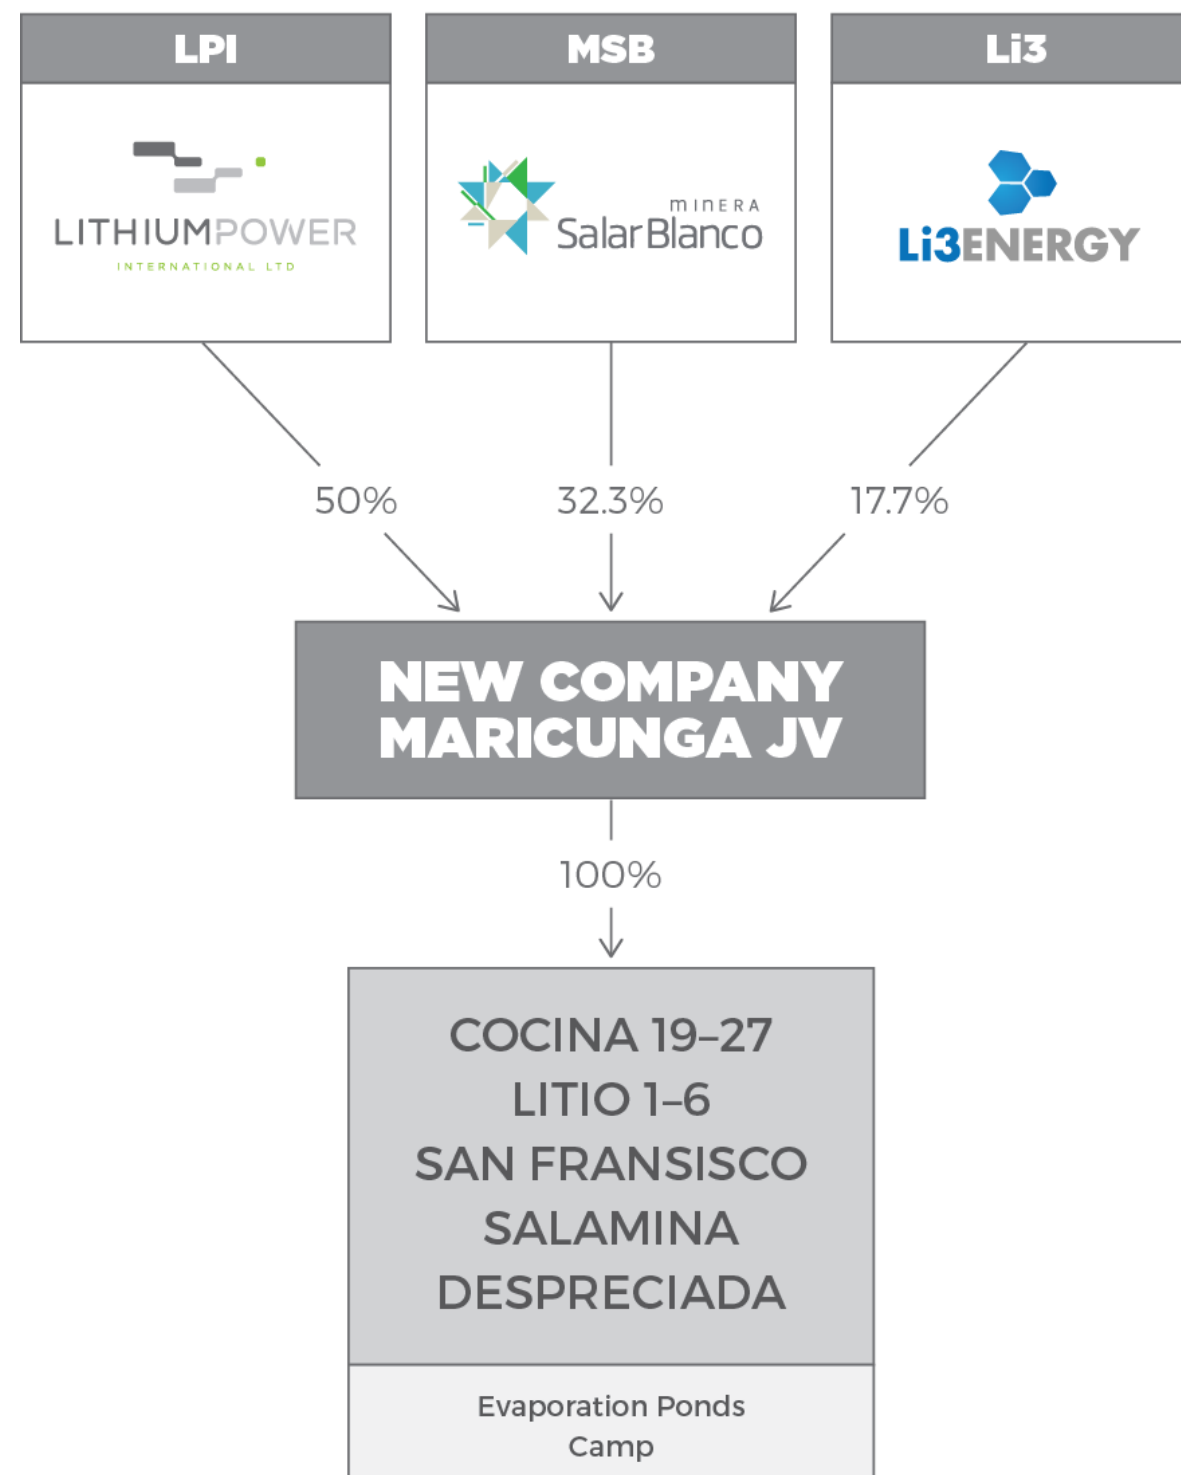 LPI
MSB
Li3
LITHIUMPOWER
INTERNATIONAL LTD
MINERA
SalarBlanco
Li3ENERGY
50%
32.3%
17.7%
NEW COMPANY
MARICUNGA JV
100%
COCINA 19–27
LITIO 1–6
SAN FRANSISCO
SALAMINA
DESPRECIADA
Evaporation Ponds
Camp